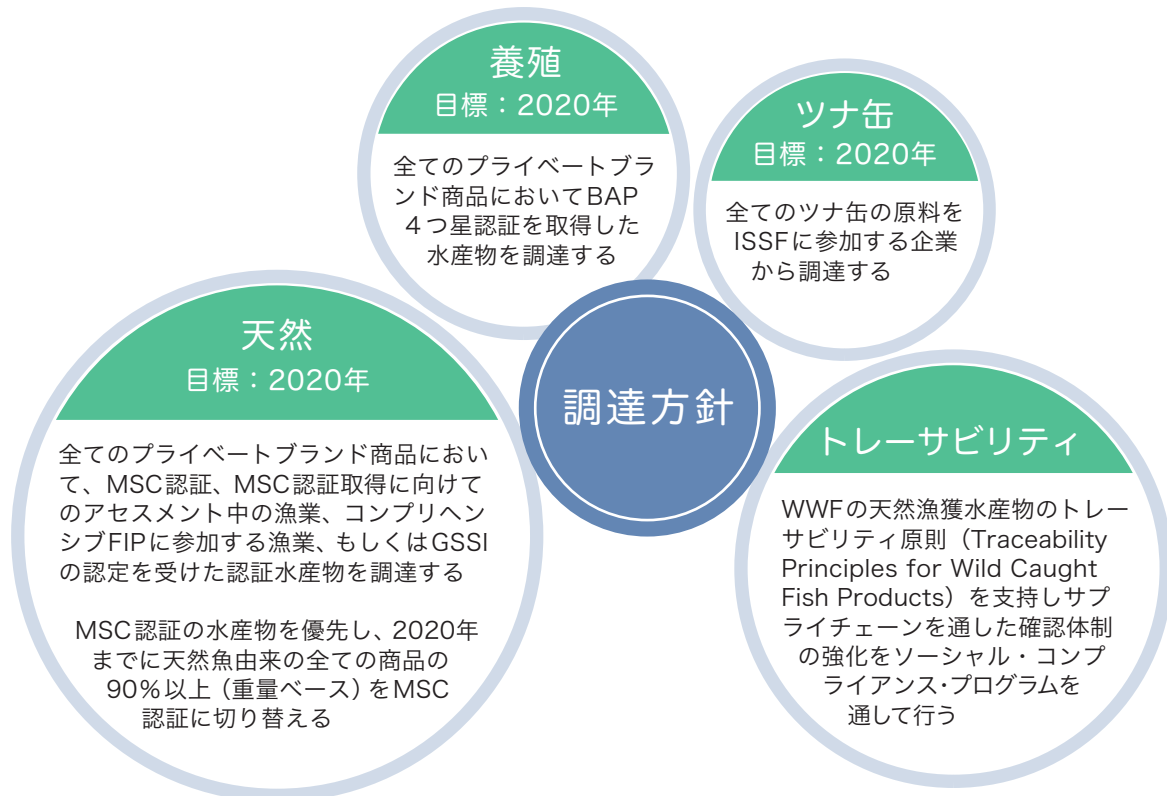 養殖
目標：2020年
全てのプライベートブラ
ンド商品においてBAP
４つ星認証を取得した
水産物を調達する
ツナ缶
目標：2020年
全てのツナ缶の原料を
ISSFに参加する企業
から調達する
天然
目標：2020年
全てのプライベートブランド商品におい
て、MSC認証、MSC認証取得に向けて
のアセスメント中の漁業、コンプリヘン
シブFIPに参加する漁業、もしくはGSSI
の認定を受けた認証水産物を調達する
MSC認証の水産物を優先し、2020年
までに天然魚由来の全ての商品の
90％以上（重量ベース）をMSC
認証に切り替える
調達方針
トレーサビリティ
WWFの天然漁獲水産物のトレー
サビリティ原則（Traceability
Principles for Wild Caught
Fish Products）を支持しサプ
ライチェーンを通した確認体制
の強化をソーシャル・コンプ
ライアンス・プログラムを
通して行う